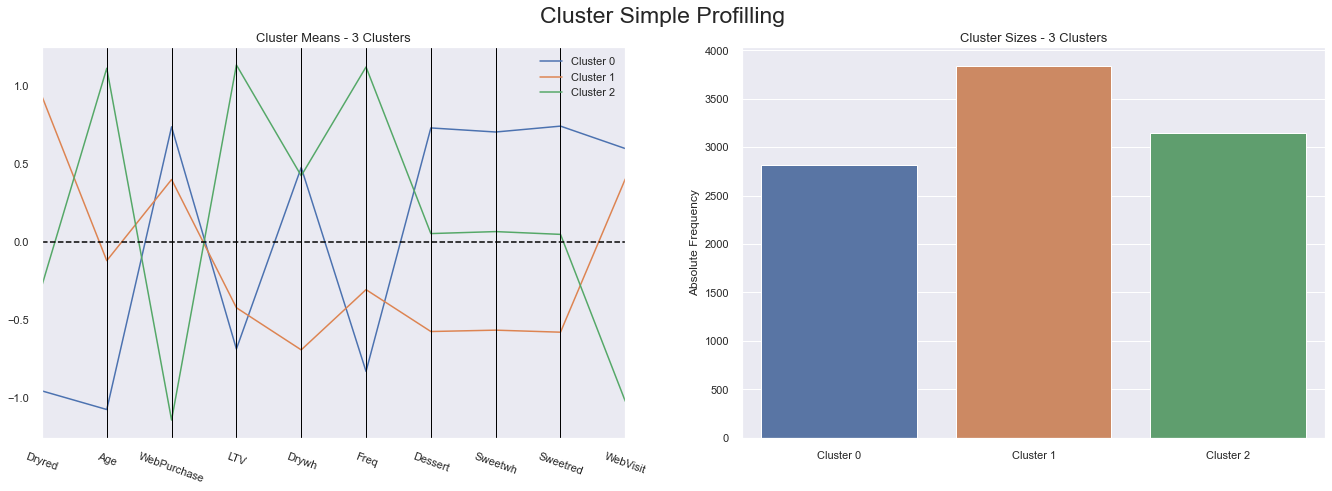 Cluster Simple Profilling
Cluster Means - 3 Clusters
Cluster 0
Cluster 1
Cluster 2
1.0
0.5
0.0
−0.5
−1.0
Dryred
Age
WebPurchase
LTV
Drywh
Freq
Dessert
Sweetwh
Sweetred
WebVisit
Cluster Sizes - 3 Clusters
Absolute Frequency
4000
3500
3000
2500
2000
1500
1000
500
0
Cluster 0
Cluster 1
Cluster 2